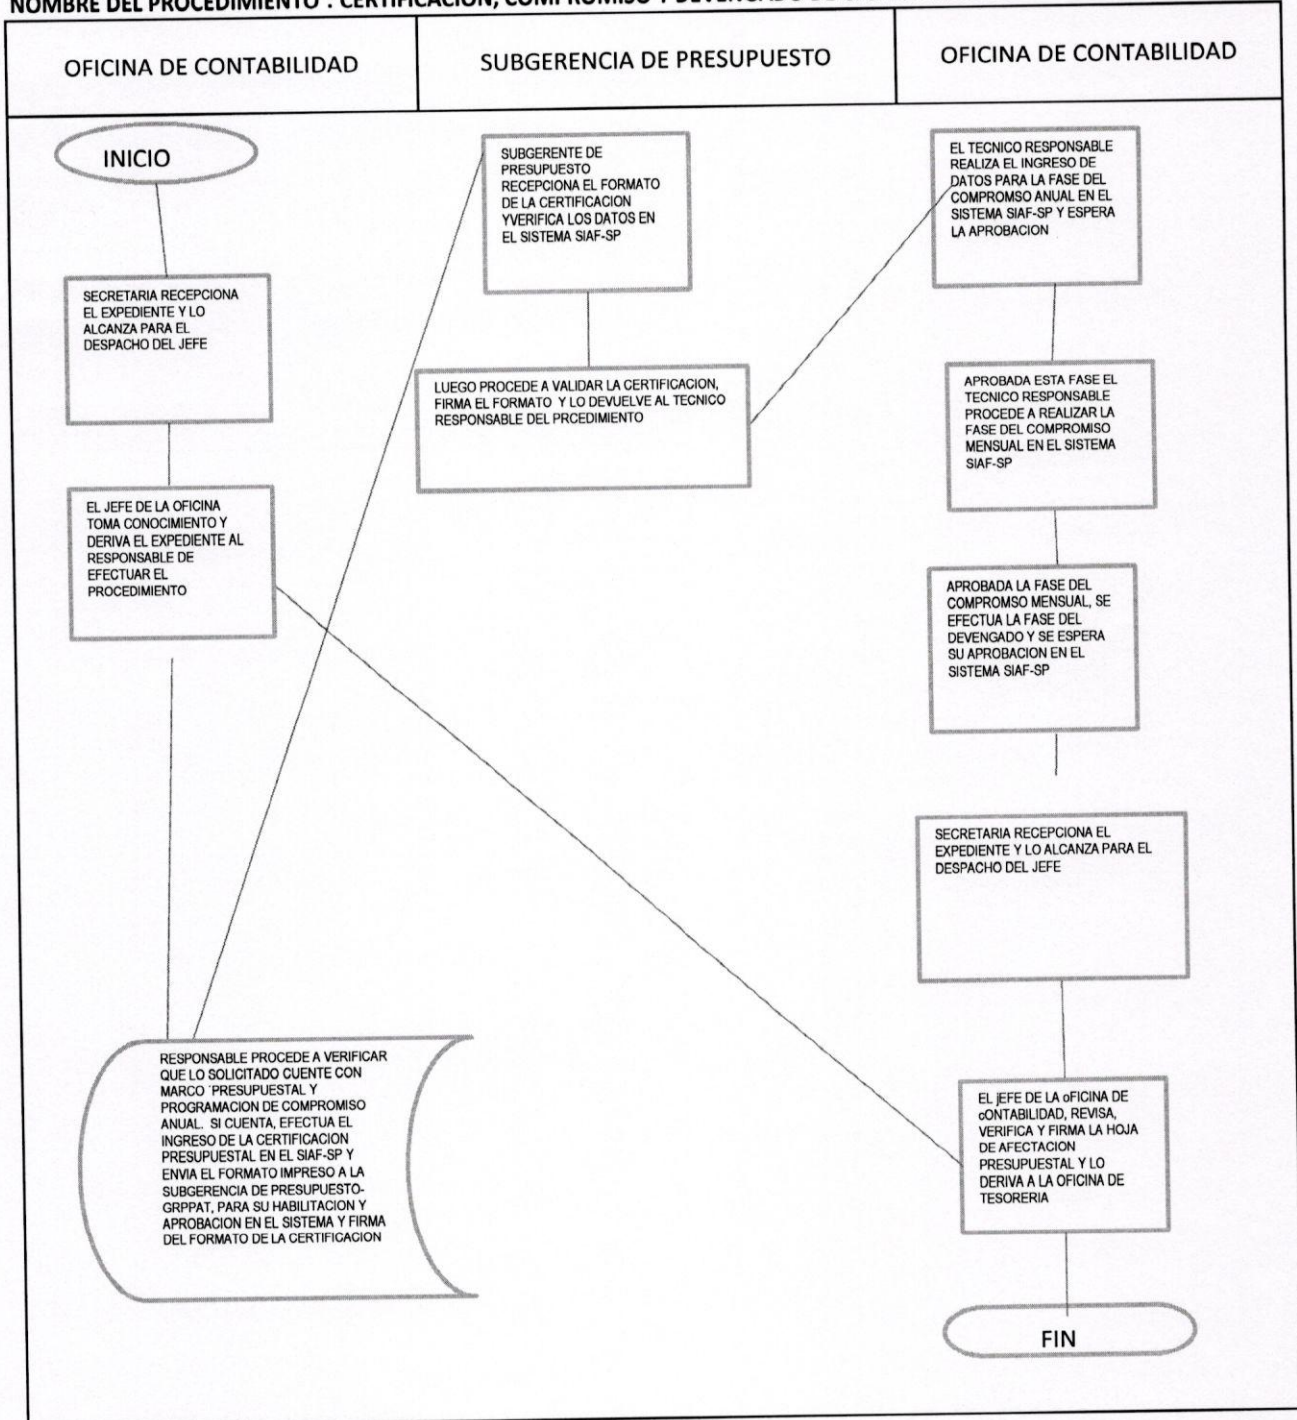 NOMBRE DEL PROCEDIMIENTO : CERTIFICACION, COMPROMISO Y DEVENGADO DE
OFICINA DE CONTABILIDAD
SUBGERENCIA DE PRESUPUESTO
OFICINA DE CONTABILIDAD
INICIO
SECRETARIA RECEPCIONA
EL EXPEDIENTE Y LO
ALCANZA PARA EL
DESPACHO DEL JEFE
EL JEFE DE LA OFICINA
TOMA CONOCIMIENTO Y
DERIVA EL EXPEDIENTE AL
RESPONSABLE DE
EFECTUAR EL
PROCEDIMIENTO
RESPONSABLE PROCEDE A VERIFICAR
QUE LO SOLICITADO CUENTE CON
MARCO ´PRESUPUESTAL Y
PROGRAMACION DE COMPROMISO
ANUAL. SI CUENTA, EFECTUA EL
INGRESO DE LA CERTIFICACION
PRESUPUESTAL EN EL SIAF-SP Y
ENVIA EL FORMATO IMPRESO A LA
SUBGERENCIA DE PRESUPUESTO-
GRPPAT, PARA SU HABILITACION Y
APROBACION EN EL SISTEMA Y FIRMA
DEL FORMATO DE LA CERTIFICACION
SUBGERENTE DE
PRESUPUESTO
RECEPCIONA EL FORMATO
DE LA CERTIFICACION
YVERIFICA LOS DATOS EN
EL SISTEMA SIAF-SP
LUEGO PROCEDE A VALIDAR LA CERTIFICACION,
FIRMA EL FORMATO Y LO DEVUELVE AL TECNICO
RESPONSABLE DEL PRCEDIMIENTO
EL TECNICO RESPONSABLE
REALIZA EL INGRESO DE
DATOS PARA LA FASE DEL
COMPROMSO ANUAL EN EL
SISTEMA SIAF-SP Y ESPERA
LA APROBACION
APROBADA ESTA FASE EL
TECNICO RESPONSABLE
PROCEDE A REALIZAR LA
FASE DEL COMPROMISO
MENSUAL EN EL SISTEMA
SIAF-SP
APROBADA LA FASE DEL
COMPROMSO MENSUAL, SE
EFECTUA LA FASE DEL
DEVENGADO Y SE ESPERA
SU APROBACION EN EL
SISTEMA SIAF-SP
SECRETARIA RECEPCIONA EL
EXPEDIENTE Y LO ALCANZA PARA EL
DESPACHO DEL JEFE
EL jEFE DE LA oFICINA DE
cONTABILIDAD, REVISA,
VERIFICA Y FIRMA LA HOJA
DE AFECTACION
PRESUPUESTAL Y LO
DERIVA A LA OFICINA DE
TESORERIA
FIN